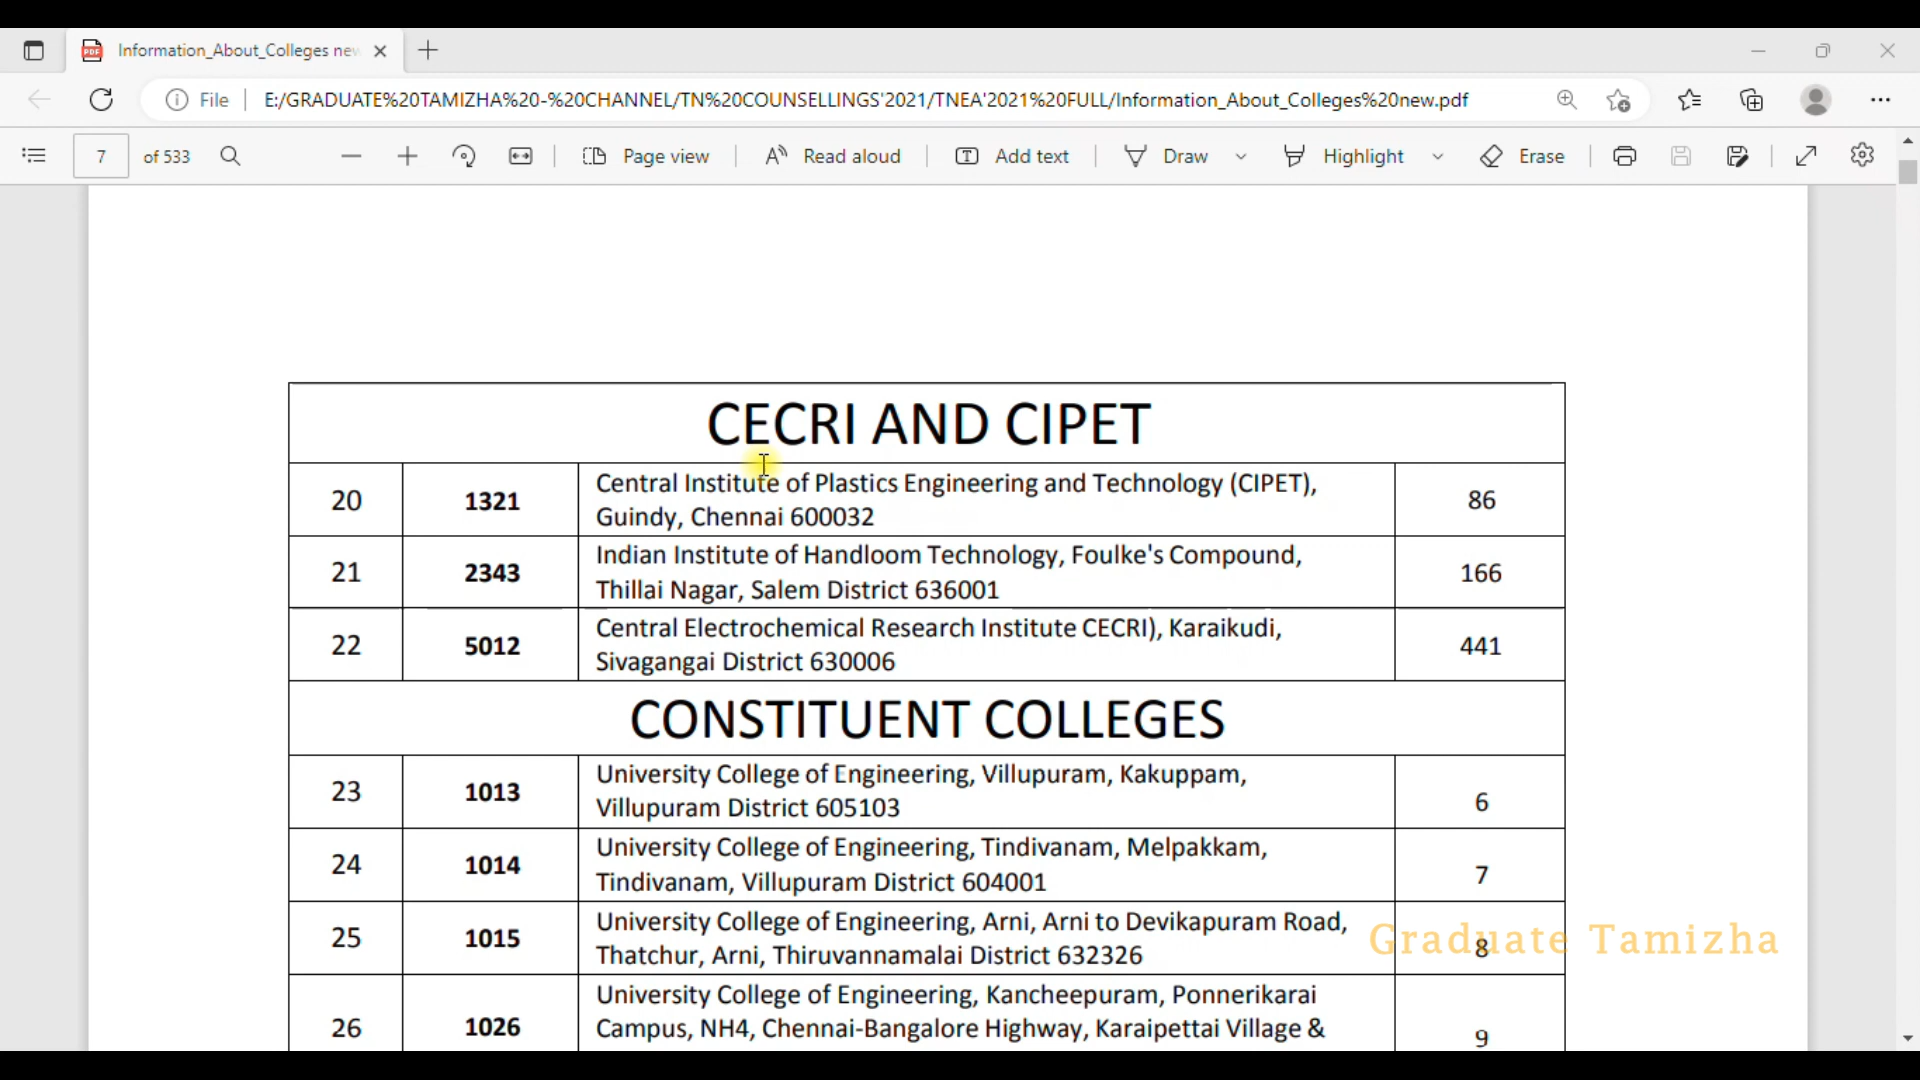 Information_About_Colleges new
File
E:/GRADUATE%20TAMIZHA%20-%20CHANNEL/TN%20COUNSELLINGS'2021/TNEA'2021%20FULL/Information_About_Colleges%20new.pdf
7 of 533
Page view
Read aloud
Add text
Draw
Highlight
Erase
CECRI AND CIPET
20 1321 Central Institute of Plastics Engineering and Technology (CIPET), 86
Guindy, Chennai 600032
21 2343 Indian Institute of Handloom Technology, Foulke's Compound, 166
Thillai Nagar, Salem District 636001
22 5012 Central Electrochemical Research Institute CECRI), Karaikudi, 441
Sivagangai District 630006
CONSTITUENT COLLEGES
23 1013 University College of Engineering, Villupuram, Kakuppam, 6
Villupuram District 605103
24 1014 University College of Engineering, Tindivanam, Melpakkam, 7
Tindivanam, Villupuram District 604001
25 1015 University College of Engineering, Arni, Arni to Devikapuram Road, 8
Thatchur, Arni, Thiruvannamalai District 632326
Graduate Tamizha
26 1026 University College of Engineering, Kancheepuram, Ponnerikarai 9
Campus, NH4, Chennai-Bangalore Highway, Karaipettai Village &